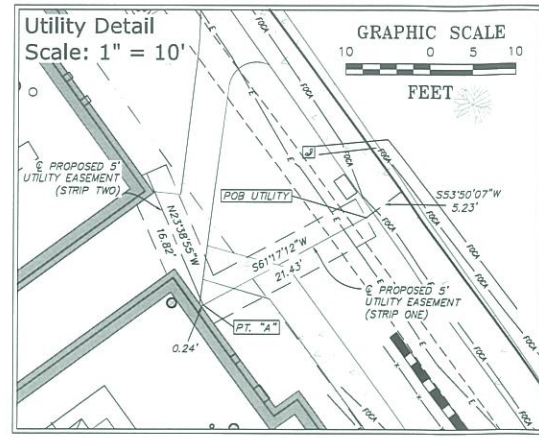 Utility Detail
Scale: 1" = 10'
GRAPHIC SCALE
10 0 5 10
FEET
FOCA
FOCA
FOCA
FOCA
FOCA
FOCA
FOCA
FOCA
FOCA
E
E
E
E
℄ PROPOSED 5'
UTILITY EASEMENT
(STRIP TWO)
POB UTILITY
S53°50'07"W
5.23'
N23°38'55"W
16.82'
S61°17'12"W
21.43'
℄ PROPOSED 5'
UTILITY EASEMENT
(STRIP ONE)
PT. "A"
0.24'
X
X